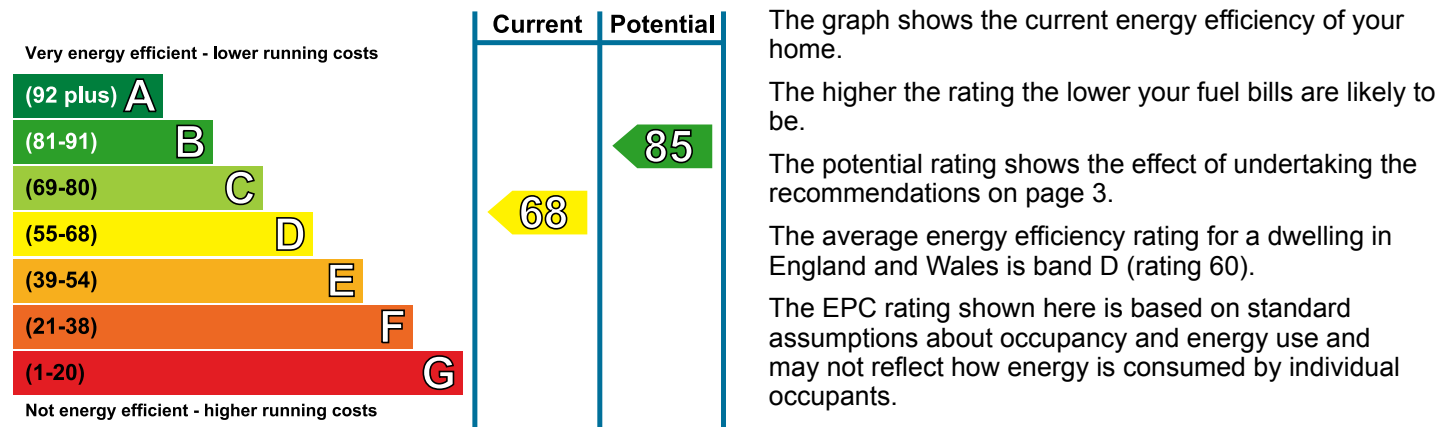 Current Potential
Very energy efficient - lower running costs
(92 plus) A
(81-91) B
85
(69-80) C
68
(55-68) D
(39-54) E
(21-38) F
(1-20) G
Not energy efficient - higher running costs
The graph shows the current energy efficiency of your
home.
The higher the rating the lower your fuel bills are likely to
be.
The potential rating shows the effect of undertaking the
recommendations on page 3.
The average energy efficiency rating for a dwelling in
England and Wales is band D (rating 60).
The EPC rating shown here is based on standard
assumptions about occupancy and energy use and
may not reflect how energy is consumed by individual
occupants.